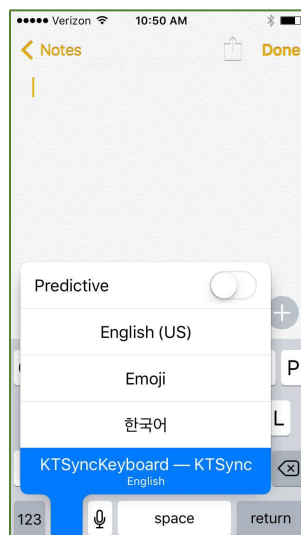 Verizon 10:50 AM
Notes Done
Predictive
English (US)
Emoji
P
한국어
L
KTSyncKeyboard — KTSync
English
123 space return